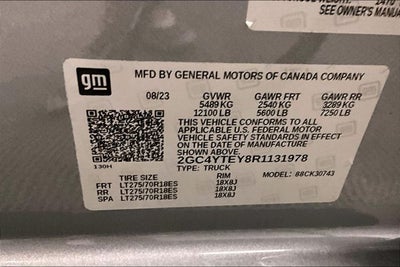 SEE OWNER'S MANUA
gm
MFD BY GENERAL MOTORS OF CANADA COMPANY
08/23 GVWR GAWR FRT GAWR RR
5489 KG 2540 KG 3289 KG
12100 LB 5600 LB 7250 LB
THIS VEHICLE CONFORMS TO ALL
APPLICABLE U.S. FEDERAL MOTOR
VEHICLE SAFETY STANDARDS IN EFFECT
ON THE DATE OF MANUFACTURE
SHOWN ABOVE.
2GC4YTEY8R1131978
130H TYPE: TRUCK MODEL: 88CK30743
TIRE SIZE RIM
FRT LT275/70R18ES 18X8J
RR LT275/70R18ES 18X8J
SPA LT275/70R18ES 18X8J